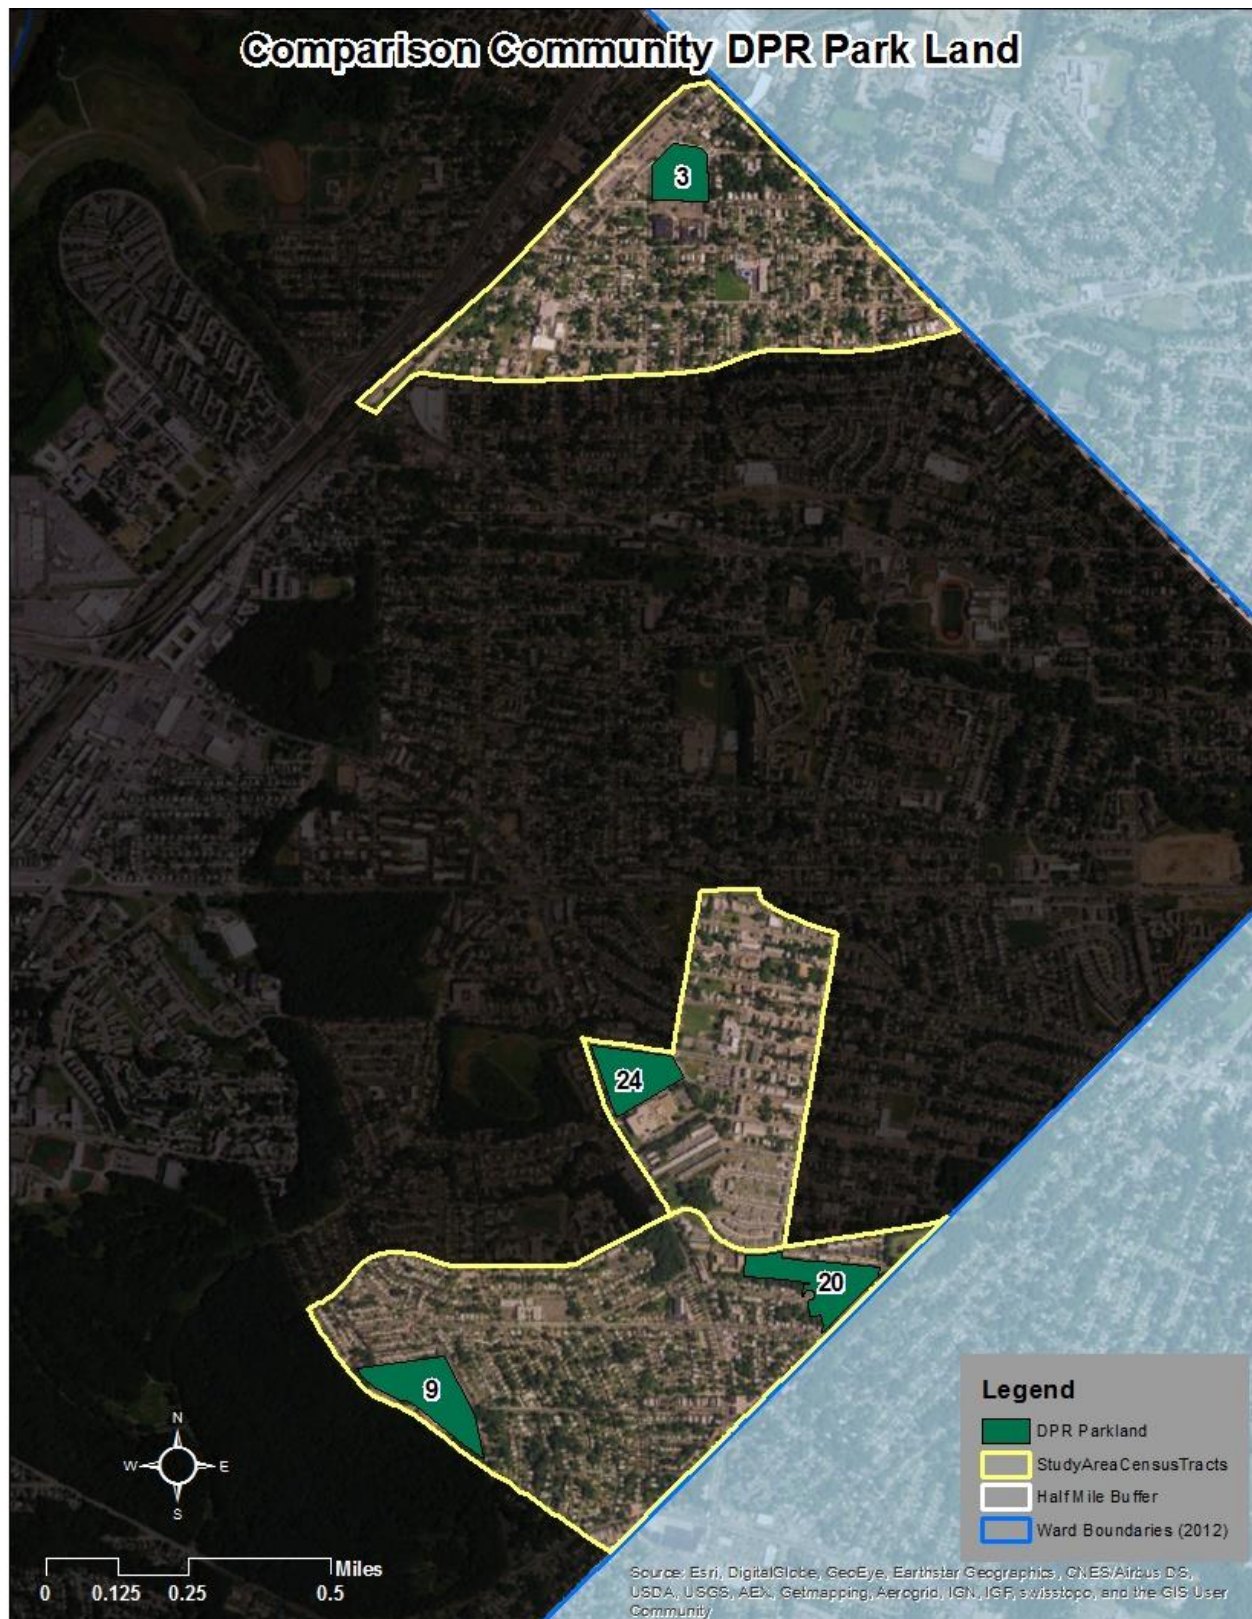 Comparison Community DPR Park Land
3
24
20
9
Legend
DPR Parkland
StudyAreaCensusTracts
Half Mile Buffer
Ward Boundaries (2012)
N
W E
S
Miles
0 0.125 0.25 0.5
Source: Esri, DigitalGlobe, GeoEye, Earthstar Geographics, CNES/Airbus DS,
USDA, USGS, AEX, Getmapping, Aerogrid, IGN, IGP, swisstopo, and the GIS User
Community